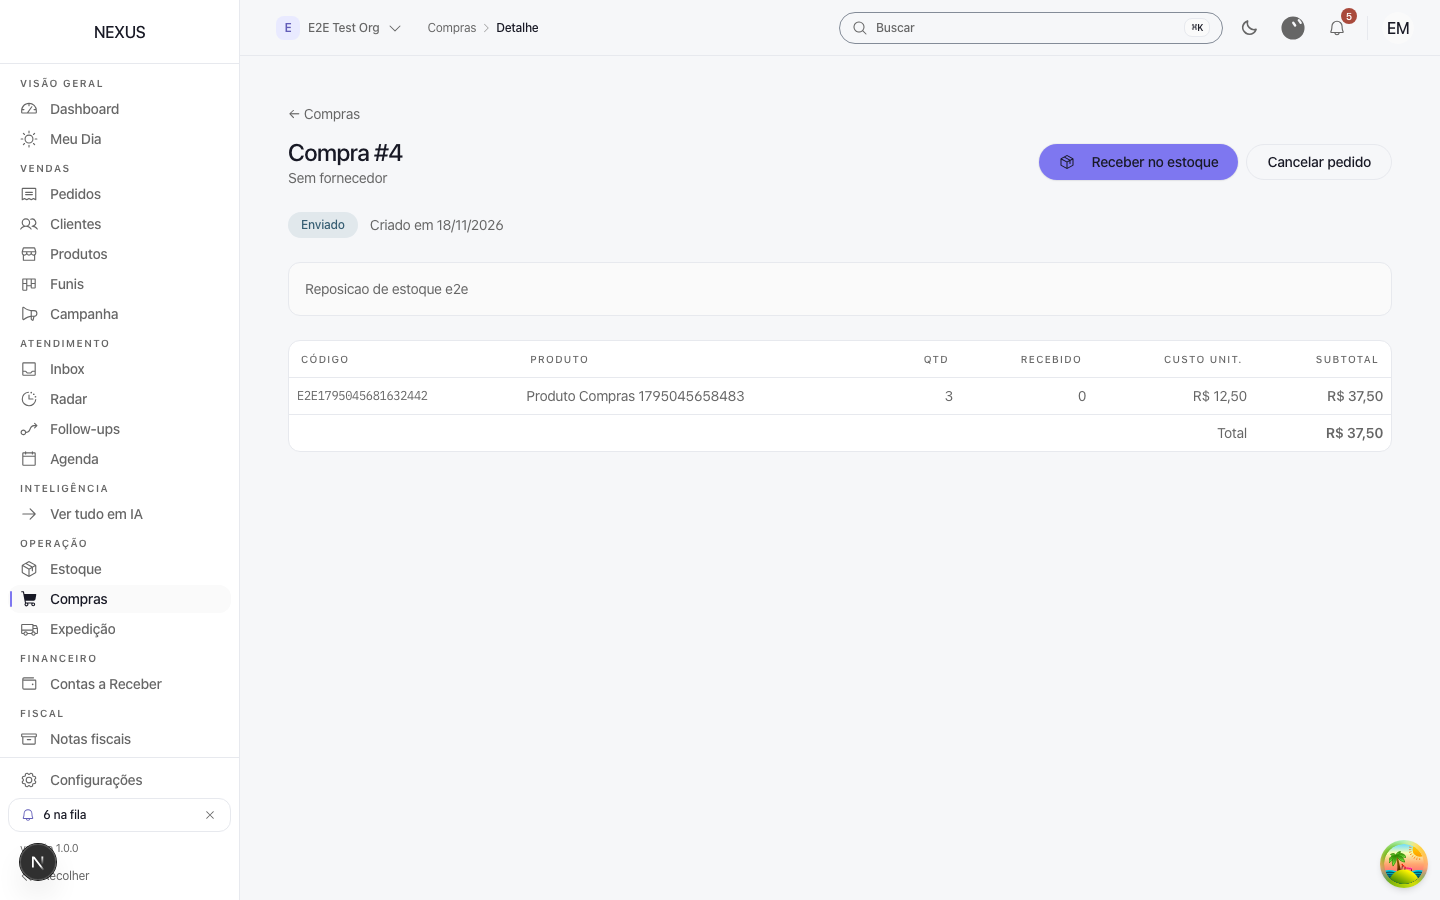 NEXUS
E
E2E Test Org
Compras
Detalhe
Buscar
⌘K
5
EM
VISÃO GERAL
Dashboard
Meu Dia
VENDAS
Pedidos
Clientes
Produtos
Funis
Campanha
ATENDIMENTO
Inbox
Radar
Follow-ups
Agenda
INTELIGÊNCIA
Ver tudo em IA
OPERAÇÃO
Estoque
Compras
Expedição
FINANCEIRO
Contas a Receber
FISCAL
Notas fiscais
Configurações
6 na fila
1.0.0
N
← Compras
Compra #4
Sem fornecedor
Receber no estoque
Cancelar pedido
Enviado
Criado em 18/11/2026
Reposicao de estoque e2e
CÓDIGO PRODUTO QTD RECEBIDO CUSTO UNIT. SUBTOTAL
E2E1795045681632442 Produto Compras 1795045658483 3 0 R$ 12,50 R$ 37,50
Total R$ 37,50